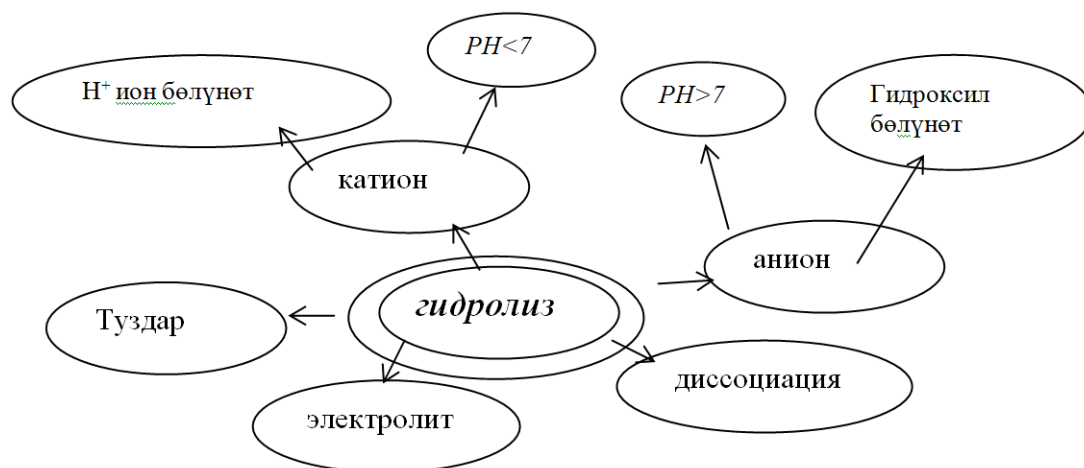 PH<7
H⁺ ион бөлүнөт
PH>7
Гидроксил
бөлүнөт
катион
анион
гидролиз
Туздар
диссоциация
электролит